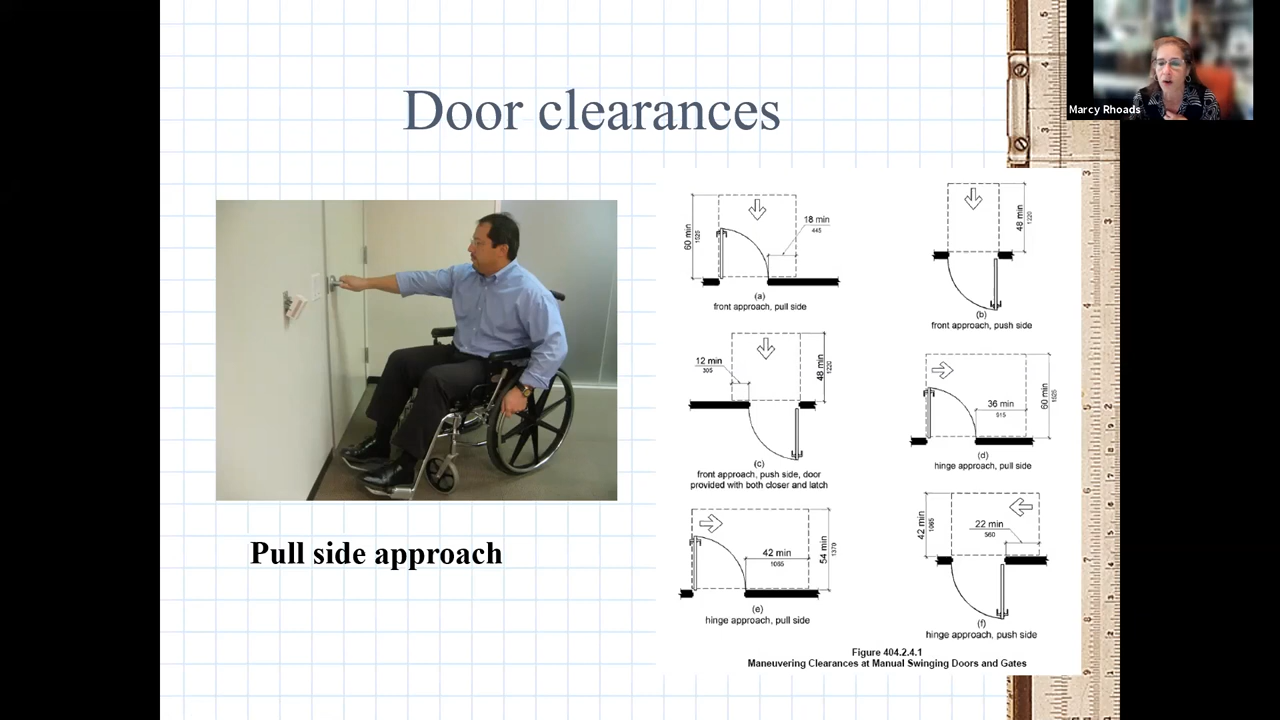 Door clearances
Marcy Rhoads
60 min
1525
18 min
445
(a)
front approach, pull side
48 min
1220
(b)
front approach, push side
12 min
305
48 min
1220
(c)
front approach, push side, door
provided with both closer and latch
36 min
915
60 min
1525
(d)
hinge approach, pull side
42 min
1065
54 min
1370
(e)
hinge approach, pull side
42 min
1065
22 min
560
(f)
hinge approach, push side
Figure 404.2.4.1
Maneuvering Clearances at Manual Swinging Doors and Gates
Pull side approach